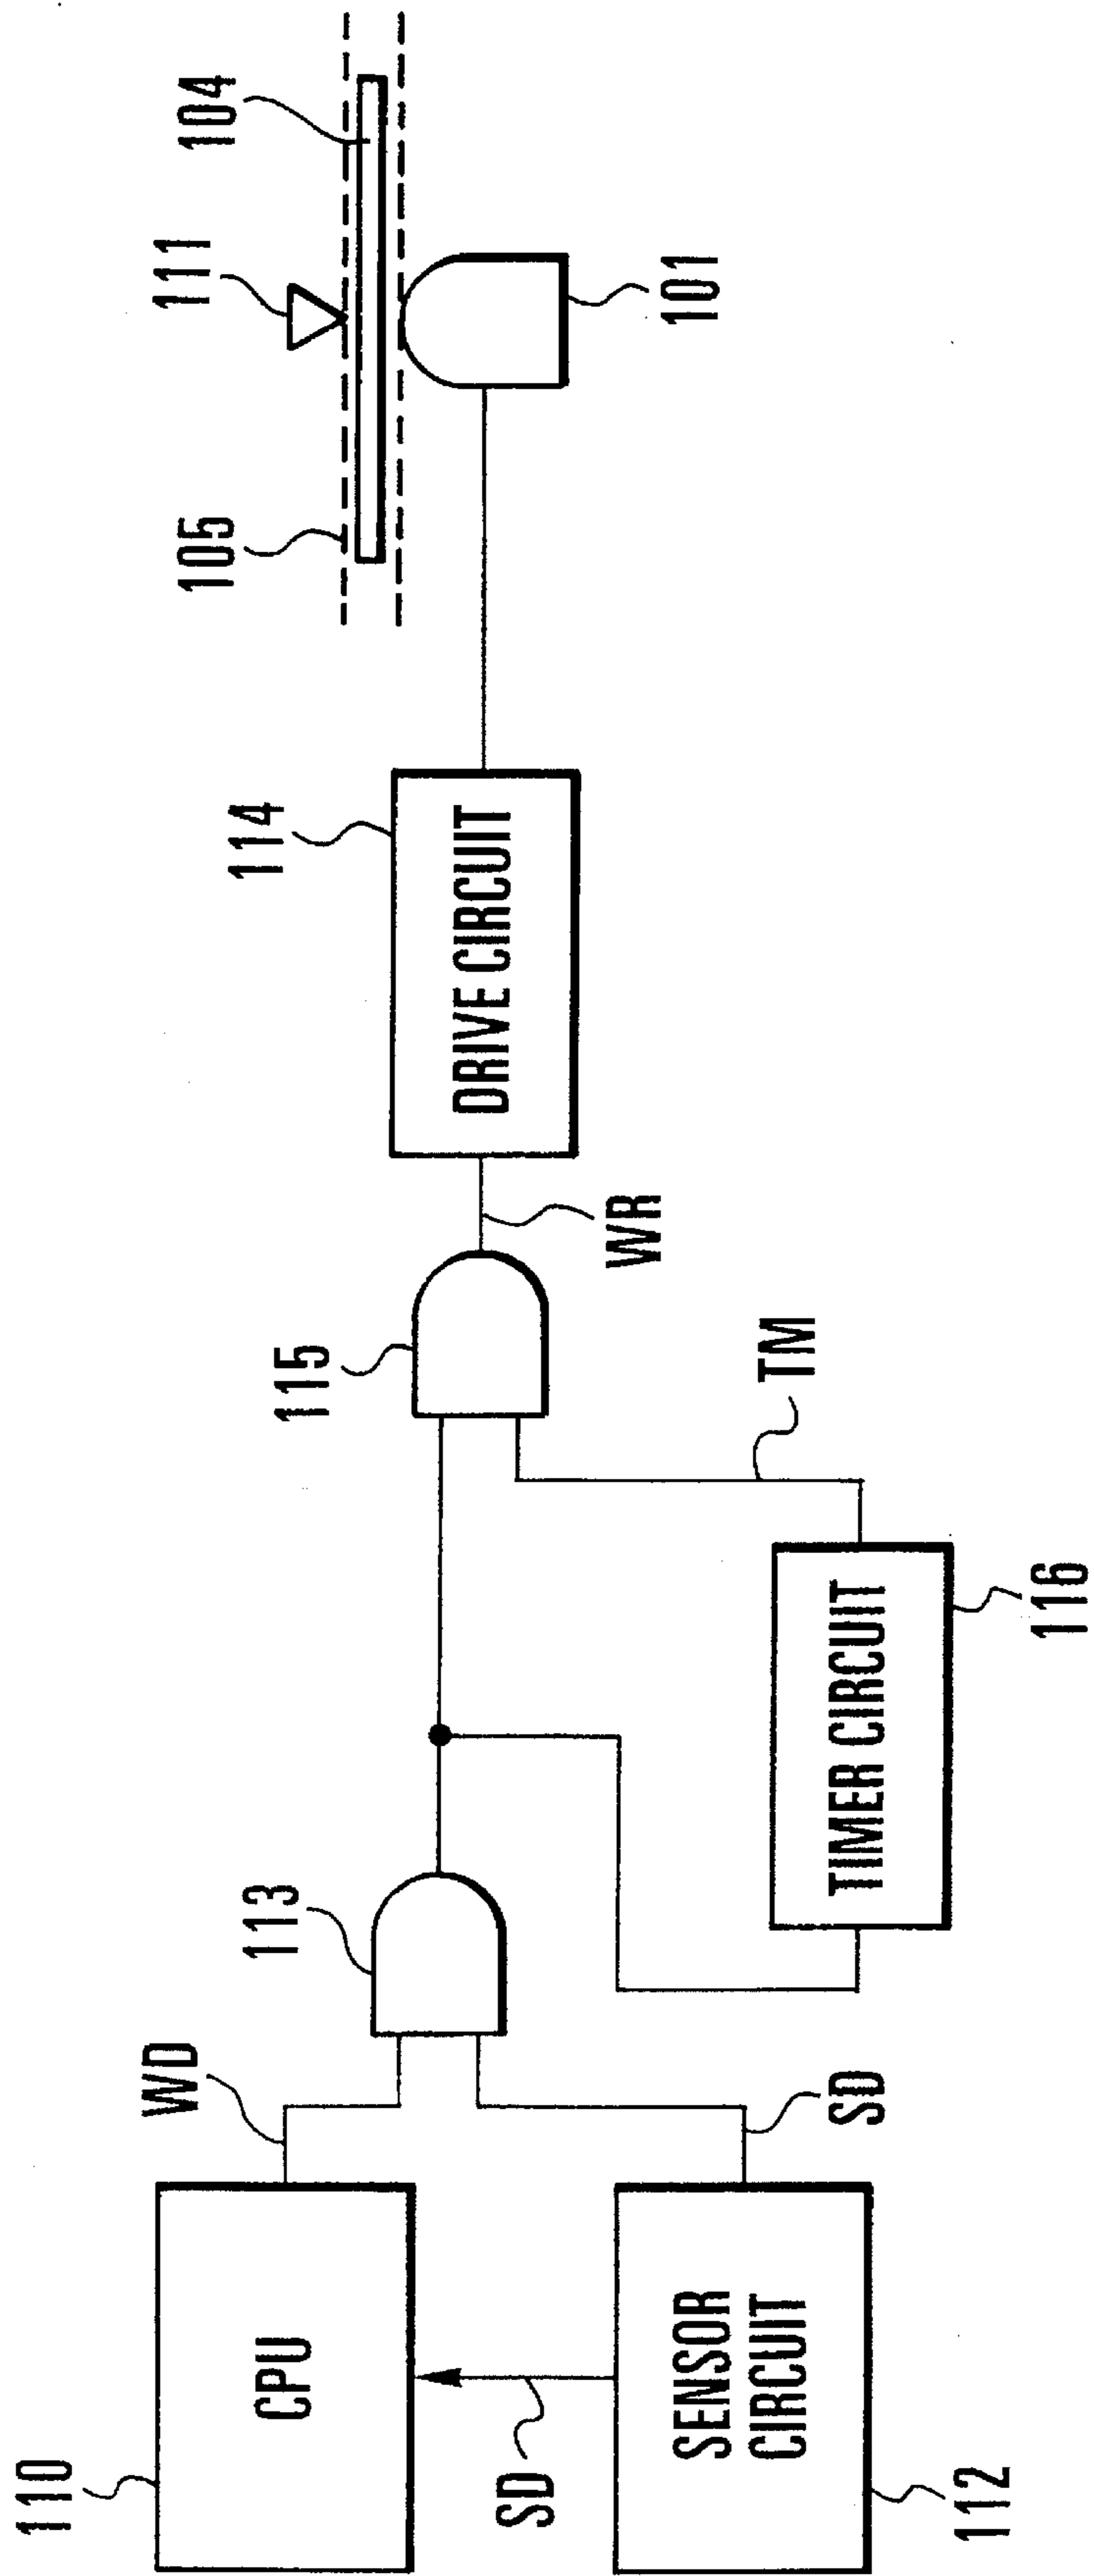 110
CPU
WD
SD
SENSOR
CIRCUIT
112
SD
113
TIMER CIRCUIT
116
TM
115
WR
114
DRIVE CIRCUIT
105
111
104
101